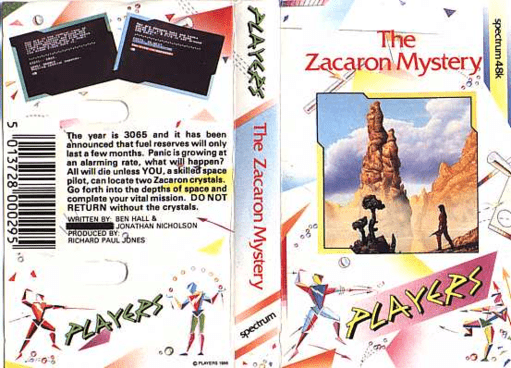 The year is 3065 and it has been
announced that fuel reserves will only
last a few months. Panic is growing at
an alarming rate, what will happen?
All will die unless YOU, a skilled space
pilot, can locate two Zacaron crystals.
Go forth into the depths of space and
complete your vital mission. DO NOT
RETURN without the crystals.
WRITTEN BY: BEN HALL &
JONATHAN NICHOLSON
PRODUCED BY:
RICHARD PAUL JONES
5 013728 000295
PLAYERS
© PLAYERS 1986
PLAYERS
The Zacaron Mystery
spectrum
The
Zacaron Mystery
spectrum 48k
PLAYERS